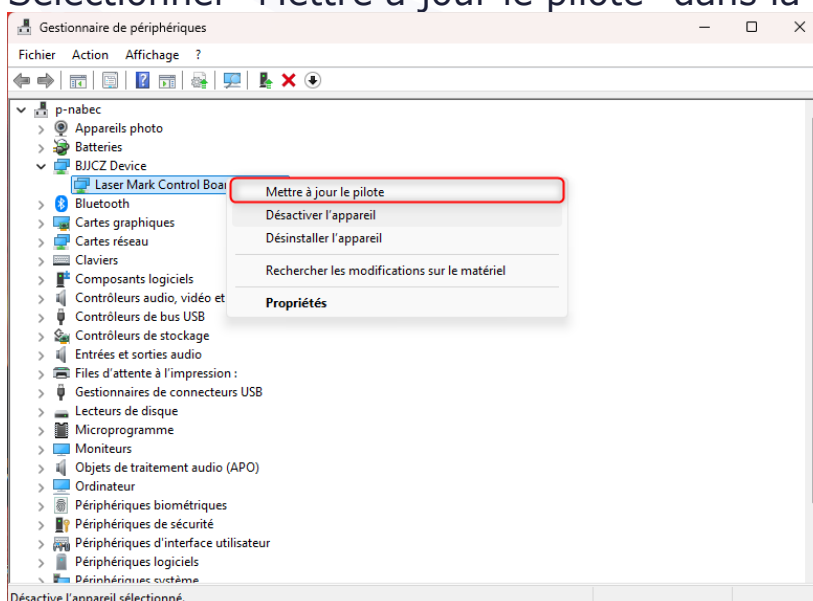 Sélectionner "Mettre à jour le pilote" dans la
Gestionnaire de périphériques
Fichier Action Affichage ?
p-nabec
Appareils photo
Batteries
BJJCZ Device
Laser Mark Control Boar
Mettre à jour le pilote
Bluetooth
Désactiver l'appareil
Cartes graphiques
Cartes réseau
Désinstaller l'appareil
Claviers
Composants logiciels
Rechercher les modifications sur le matériel
Contrôleurs audio, vidéo et
Propriétés
Contrôleurs de bus USB
Contrôleurs de stockage
Entrées et sorties audio
Files d'attente à l'impression :
Gestionnaires de connecteurs USB
Lecteurs de disque
Microprogramme
Moniteurs
Objets de traitement audio (APO)
Ordinateur
Périphériques biométriques
Périphériques de sécurité
Périphériques d'interface utilisateur
Périphériques logiciels
Périphériques système
Désactive l'appareil sélectionné.